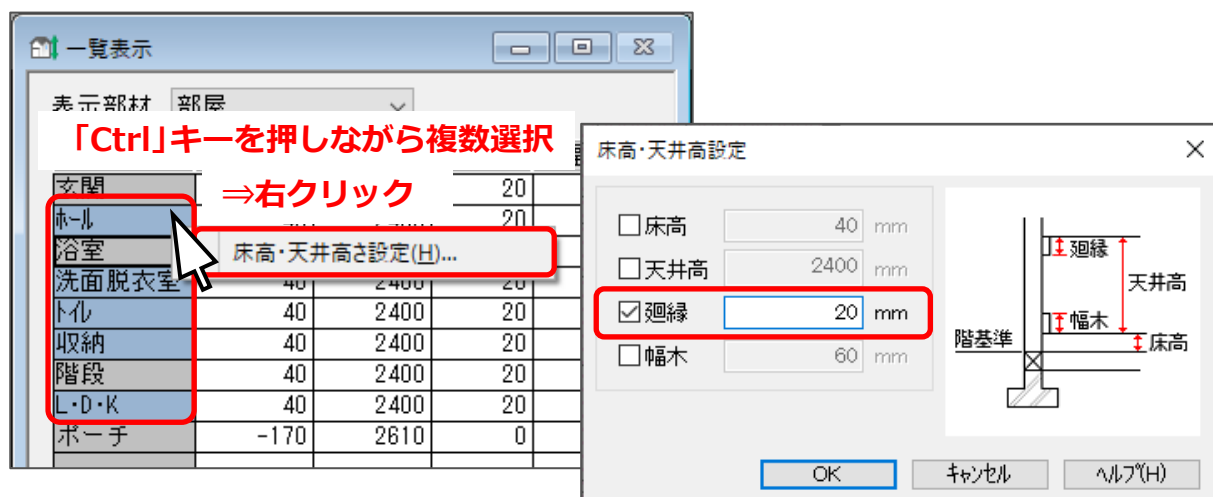 一覧表示
表示部材 部屋
「Ctrl」キーを押しながら複数選択
⇒右クリック
玄関 20
ホール 20
浴室
床高・天井高さ設定(H)...
洗面脱衣室 40 2400 20
トイレ 40 2400 20
収納 40 2400 20
階段 40 2400 20
L・D・K 40 2400 20
ポーチ -170 2610 0
床高・天井高設定
床高 40 mm
天井高 2400 mm
廻縁 20 mm
幅木 60 mm
廻縁
天井高
幅木
階基準
床高
OK キャンセル ヘルプ(H)